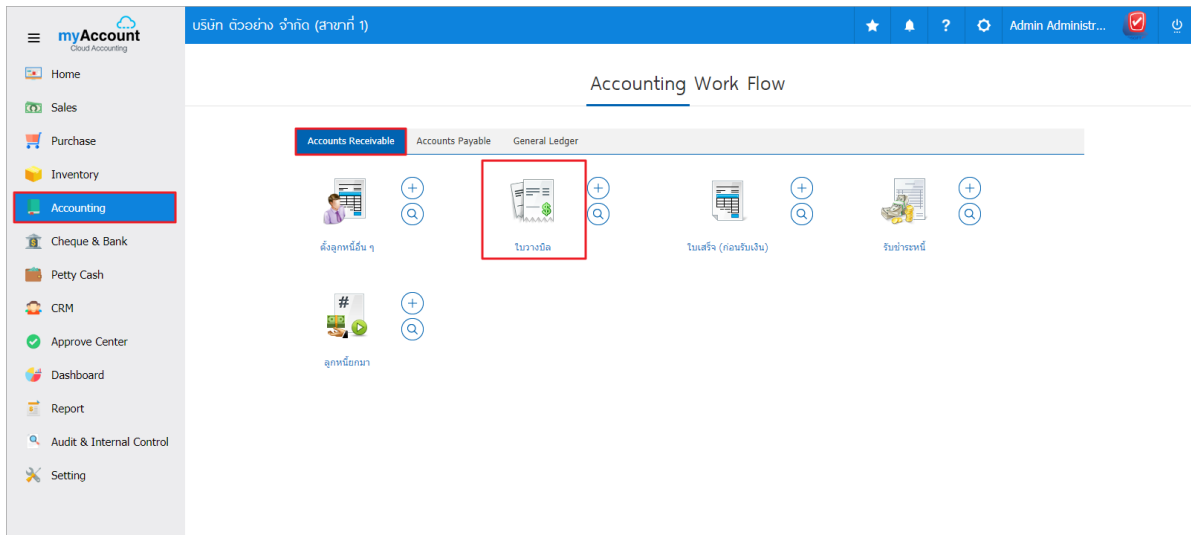 myAccount
Cloud Accounting
บริษัท ตัวอย่าง จำกัด (สาขาที่ 1)
Admin Administr...
Home
Sales
Purchase
Inventory
Accounting
Cheque & Bank
Petty Cash
CRM
Approve Center
Dashboard
Report
Audit & Internal Control
Setting
Accounting Work Flow
Accounts Receivable
Accounts Payable
General Ledger
ตั้งลูกหนี้อื่น ๆ
ใบวางบิล
ใบเสร็จ (ก่อนรับเงิน)
รับชำระหนี้
#
ลูกหนี้ยกมา